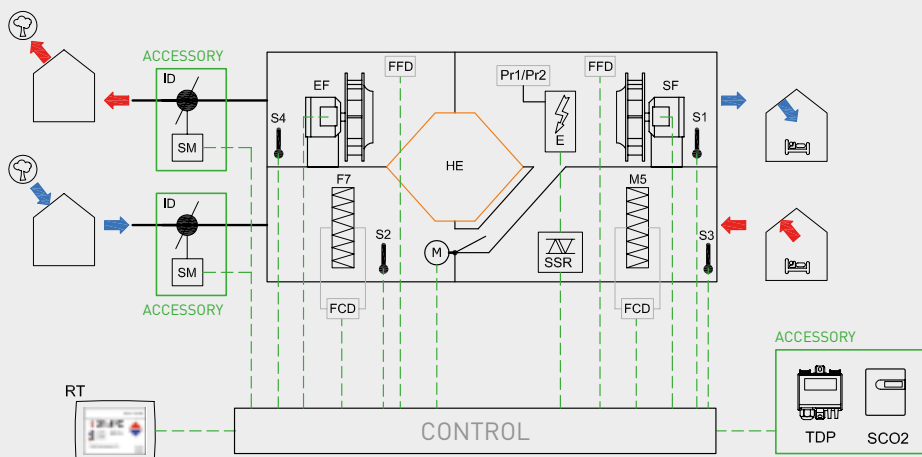 ACCESSORY
ID
SM
ID
SM
ACCESSORY
S4
EF
FFD
HE
Pr1/Pr2
E
FFD
SF
S1
F7
S2
M
SSR
M5
S3
FCD
FCD
RT
CONTROL
ACCESSORY
TDP
SCO2